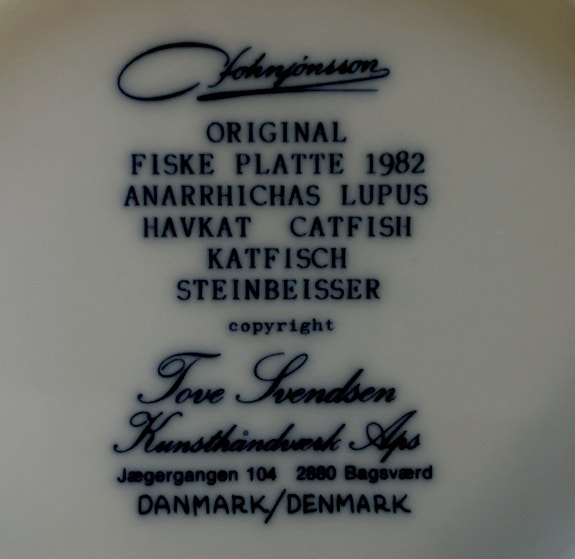 Johnjónsson
ORIGINAL
FISKE PLATTE 1982
ANARRHICHAS LUPUS
HAVKAT CATFISH
KATFISCH
STEINBEISSER
copyright
Tove Svendsen
Kunsthåndværk Aps
Jægergangen 104 2880 Bagsværd
DANMARK/DENMARK